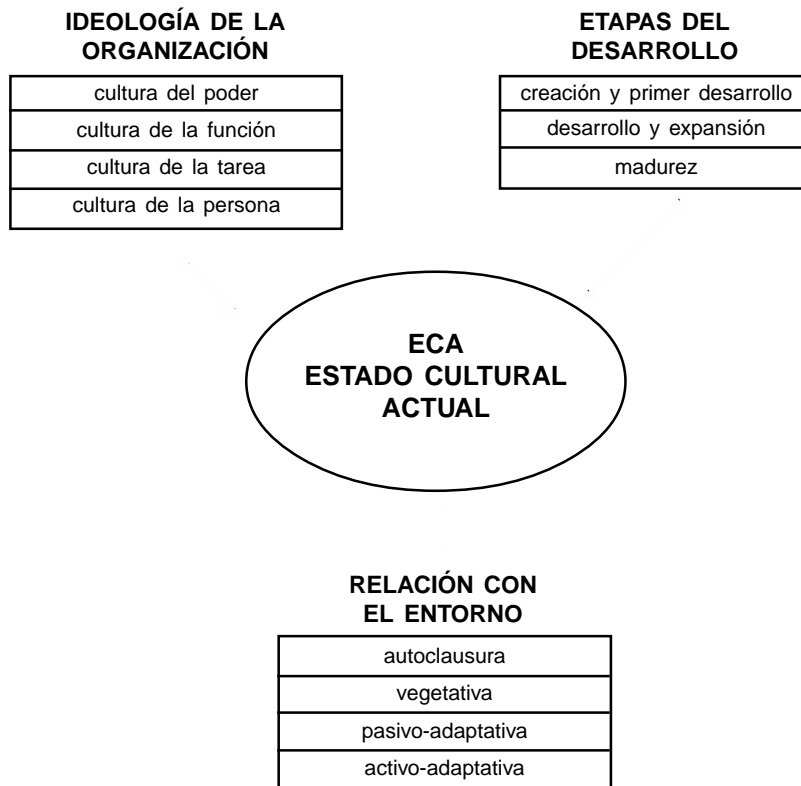 IDEOLOGÍA DE LA
ORGANIZACIÓN
cultura del poder
cultura de la función
cultura de la tarea
cultura de la persona
ETAPAS DEL
DESARROLLO
creación y primer desarrollo
desarrollo y expansión
madurez
ECA
ESTADO CULTURAL
ACTUAL
RELACIÓN CON
EL ENTORNO
autoclausura
vegetativa
pasivo-adaptativa
activo-adaptativa